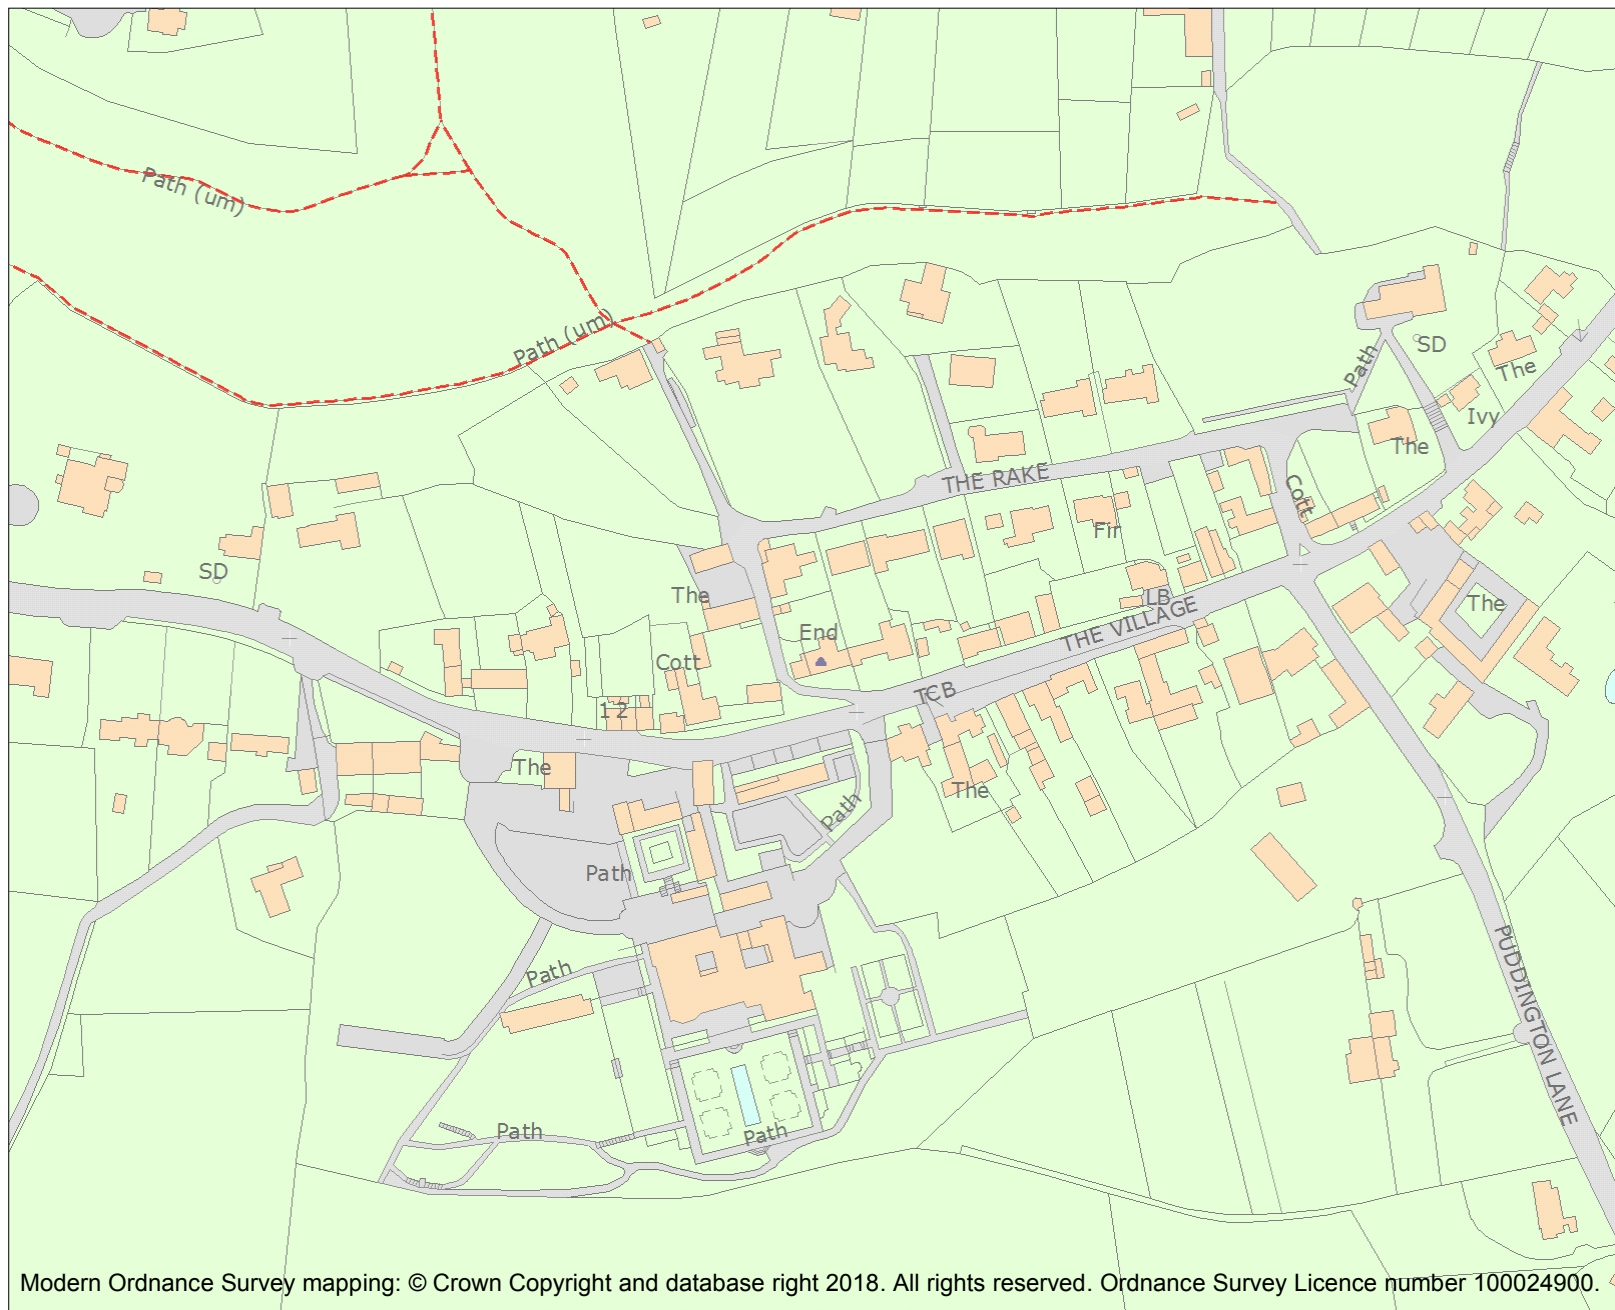 Path (um)
Path (um)
SD
Path
The
Ivy
The
THE RAKE
Cott
Fir
SD
The
LB
The
End
THE VILLAGE
Cott
TCB
1 2
The
The
Path
Path
PUDDINGTON LANE
Path
Path
Path
Modern Ordnance Survey mapping: © Crown Copyright and database right 2018. All rights reserved. Ordnance Survey Licence number 100024900.